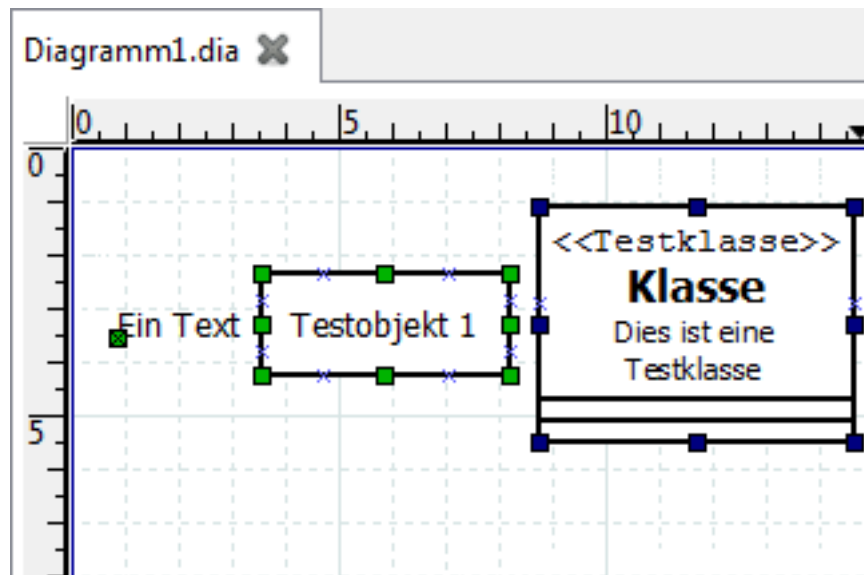 Diagramm1.dia
0 5 10
0
<<Testklasse>>
Klasse
Ein Text Testobjekt 1 Dies ist eine
Testklasse
5